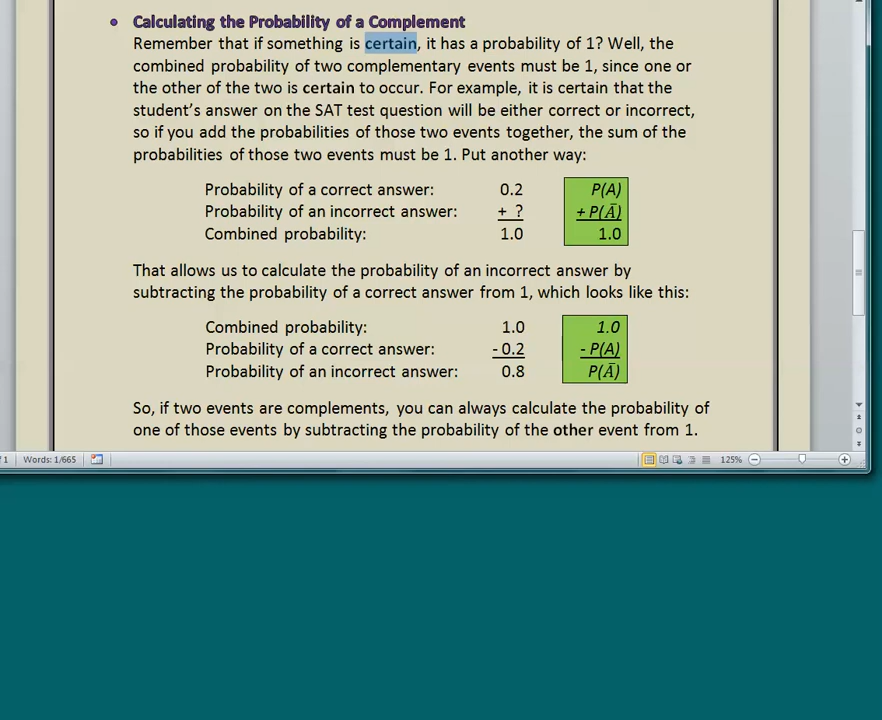 • Calculating the Probability of a Complement
Remember that if something is certain, it has a probability of 1? Well, the
combined probability of two complementary events must be 1, since one or
the other of the two is certain to occur. For example, it is certain that the
student's answer on the SAT test question will be either correct or incorrect,
so if you add the probabilities of those two events together, the sum of the
probabilities of those two events must be 1. Put another way:
Probability of a correct answer: 0.2 P(A)
Probability of an incorrect answer: + ? + P(Ā)
Combined probability: 1.0 1.0
That allows us to calculate the probability of an incorrect answer by
subtracting the probability of a correct answer from 1, which looks like this:
Combined probability: 1.0 1.0
Probability of a correct answer: - 0.2 - P(A)
Probability of an incorrect answer: 0.8 P(Ā)
So, if two events are complements, you can always calculate the probability of
one of those events by subtracting the probability of the other event from 1.
f 1 Words: 1/665 125%